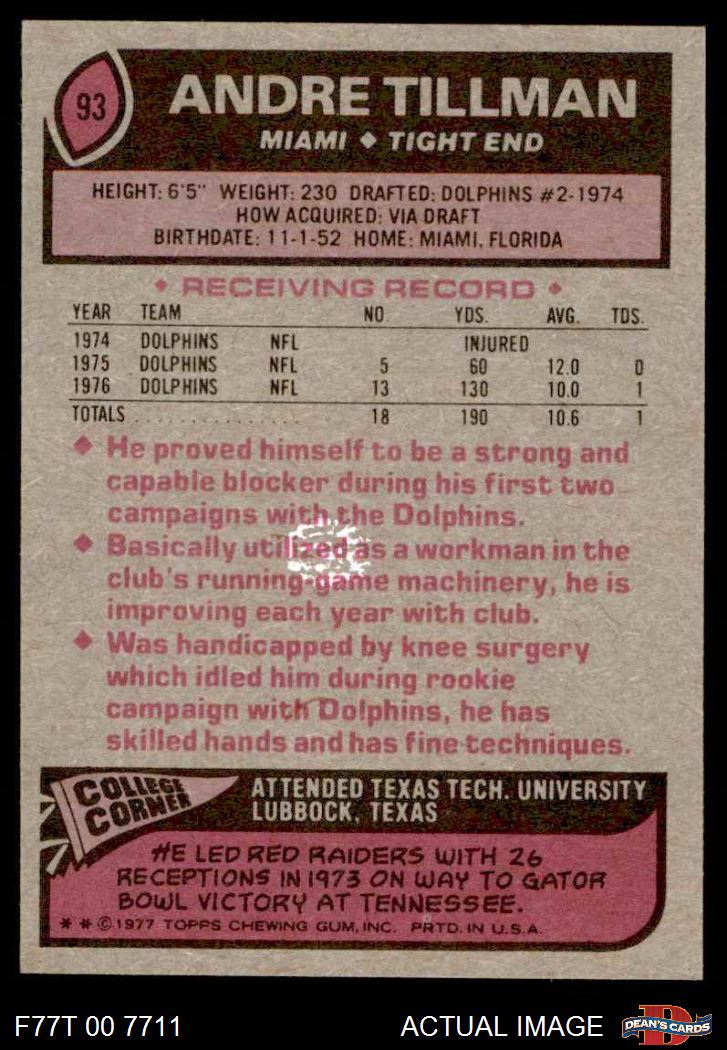 93
ANDRE TILLMAN
MIAMI ◆ TIGHT END
HEIGHT: 6'5" WEIGHT: 230 DRAFTED: DOLPHINS #2-1974
HOW ACQUIRED: VIA DRAFT
BIRTHDATE: 11-1-52 HOME: MIAMI, FLORIDA
◆ RECEIVING RECORD ◆
YEAR TEAM NO YDS. AVG. TDS.
1974 DOLPHINS NFL INJURED
1975 DOLPHINS NFL 5 60 12.0 0
1976 DOLPHINS NFL 13 130 10.0 1
TOTALS . . . . . . . . . . . . . . . . 18 190 10.6 1
◆ He proved himself to be a strong and
capable blocker during his first two
campaigns with the Dolphins.
◆ Basically utilized as a workman in the
club's running-game machinery, he is
improving each year with club.
◆ Was handicapped by knee surgery
which idled him during rookie
campaign with Dolphins, he has
skilled hands and has fine techniques.
COLLEGE
CORNER
ATTENDED TEXAS TECH. UNIVERSITY
LUBBOCK, TEXAS
HE LED RED RAIDERS WITH 26
RECEPTIONS IN 1973 ON WAY TO GATOR
BOWL VICTORY AT TENNESSEE.
* * © 1977 TOPPS CHEWING GUM, INC. PRTD. IN U.S.A.
F77T 00 7711 ACTUAL IMAGE
D
DEAN'S CARDS